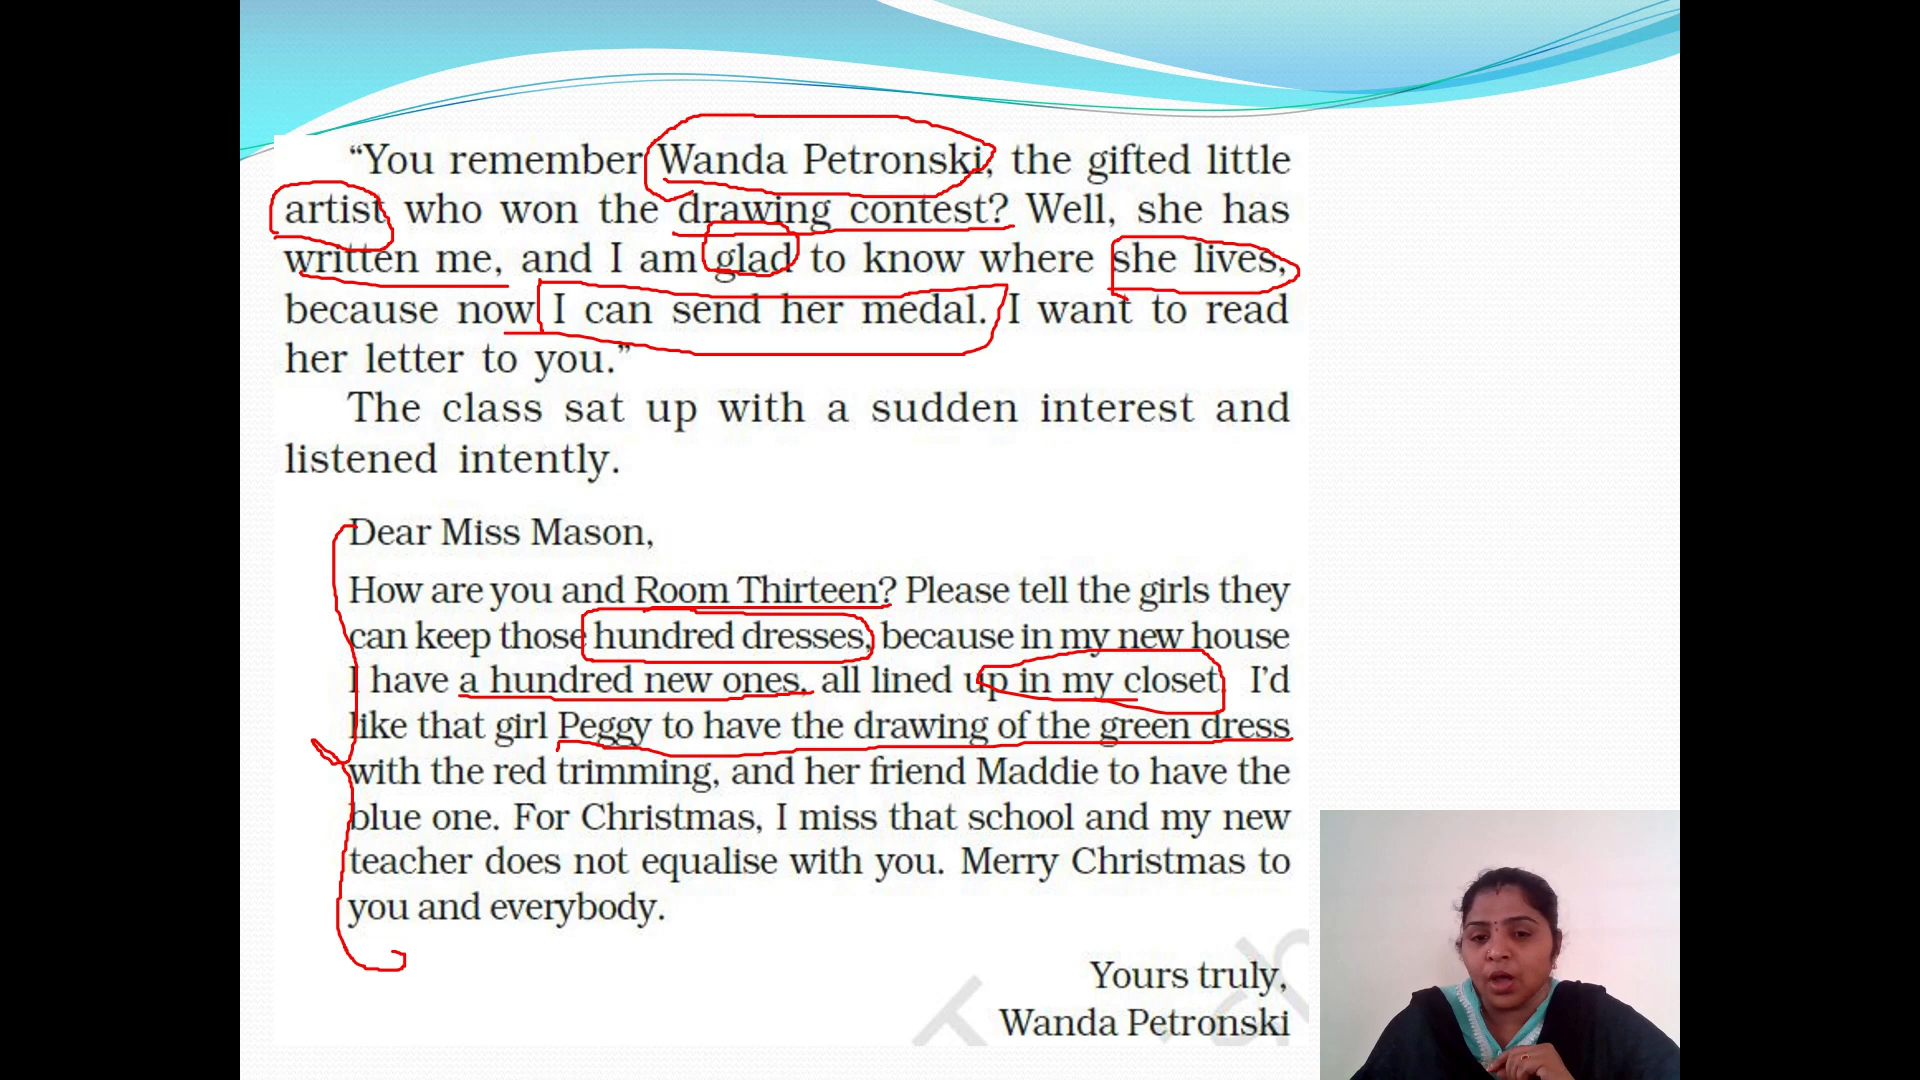 “You remember Wanda Petronski, the gifted little
artist who won the drawing contest? Well, she has
written me, and I am glad to know where she lives,
because now I can send her medal. I want to read
her letter to you.”
The class sat up with a sudden interest and
listened intently.
Dear Miss Mason,
How are you and Room Thirteen? Please tell the girls they
can keep those hundred dresses, because in my new house
I have a hundred new ones, all lined up in my closet. I’d
like that girl Peggy to have the drawing of the green dress
with the red trimming, and her friend Maddie to have the
blue one. For Christmas, I miss that school and my new
teacher does not equalise with you. Merry Christmas to
you and everybody.
Yours truly,
Wanda Petronski